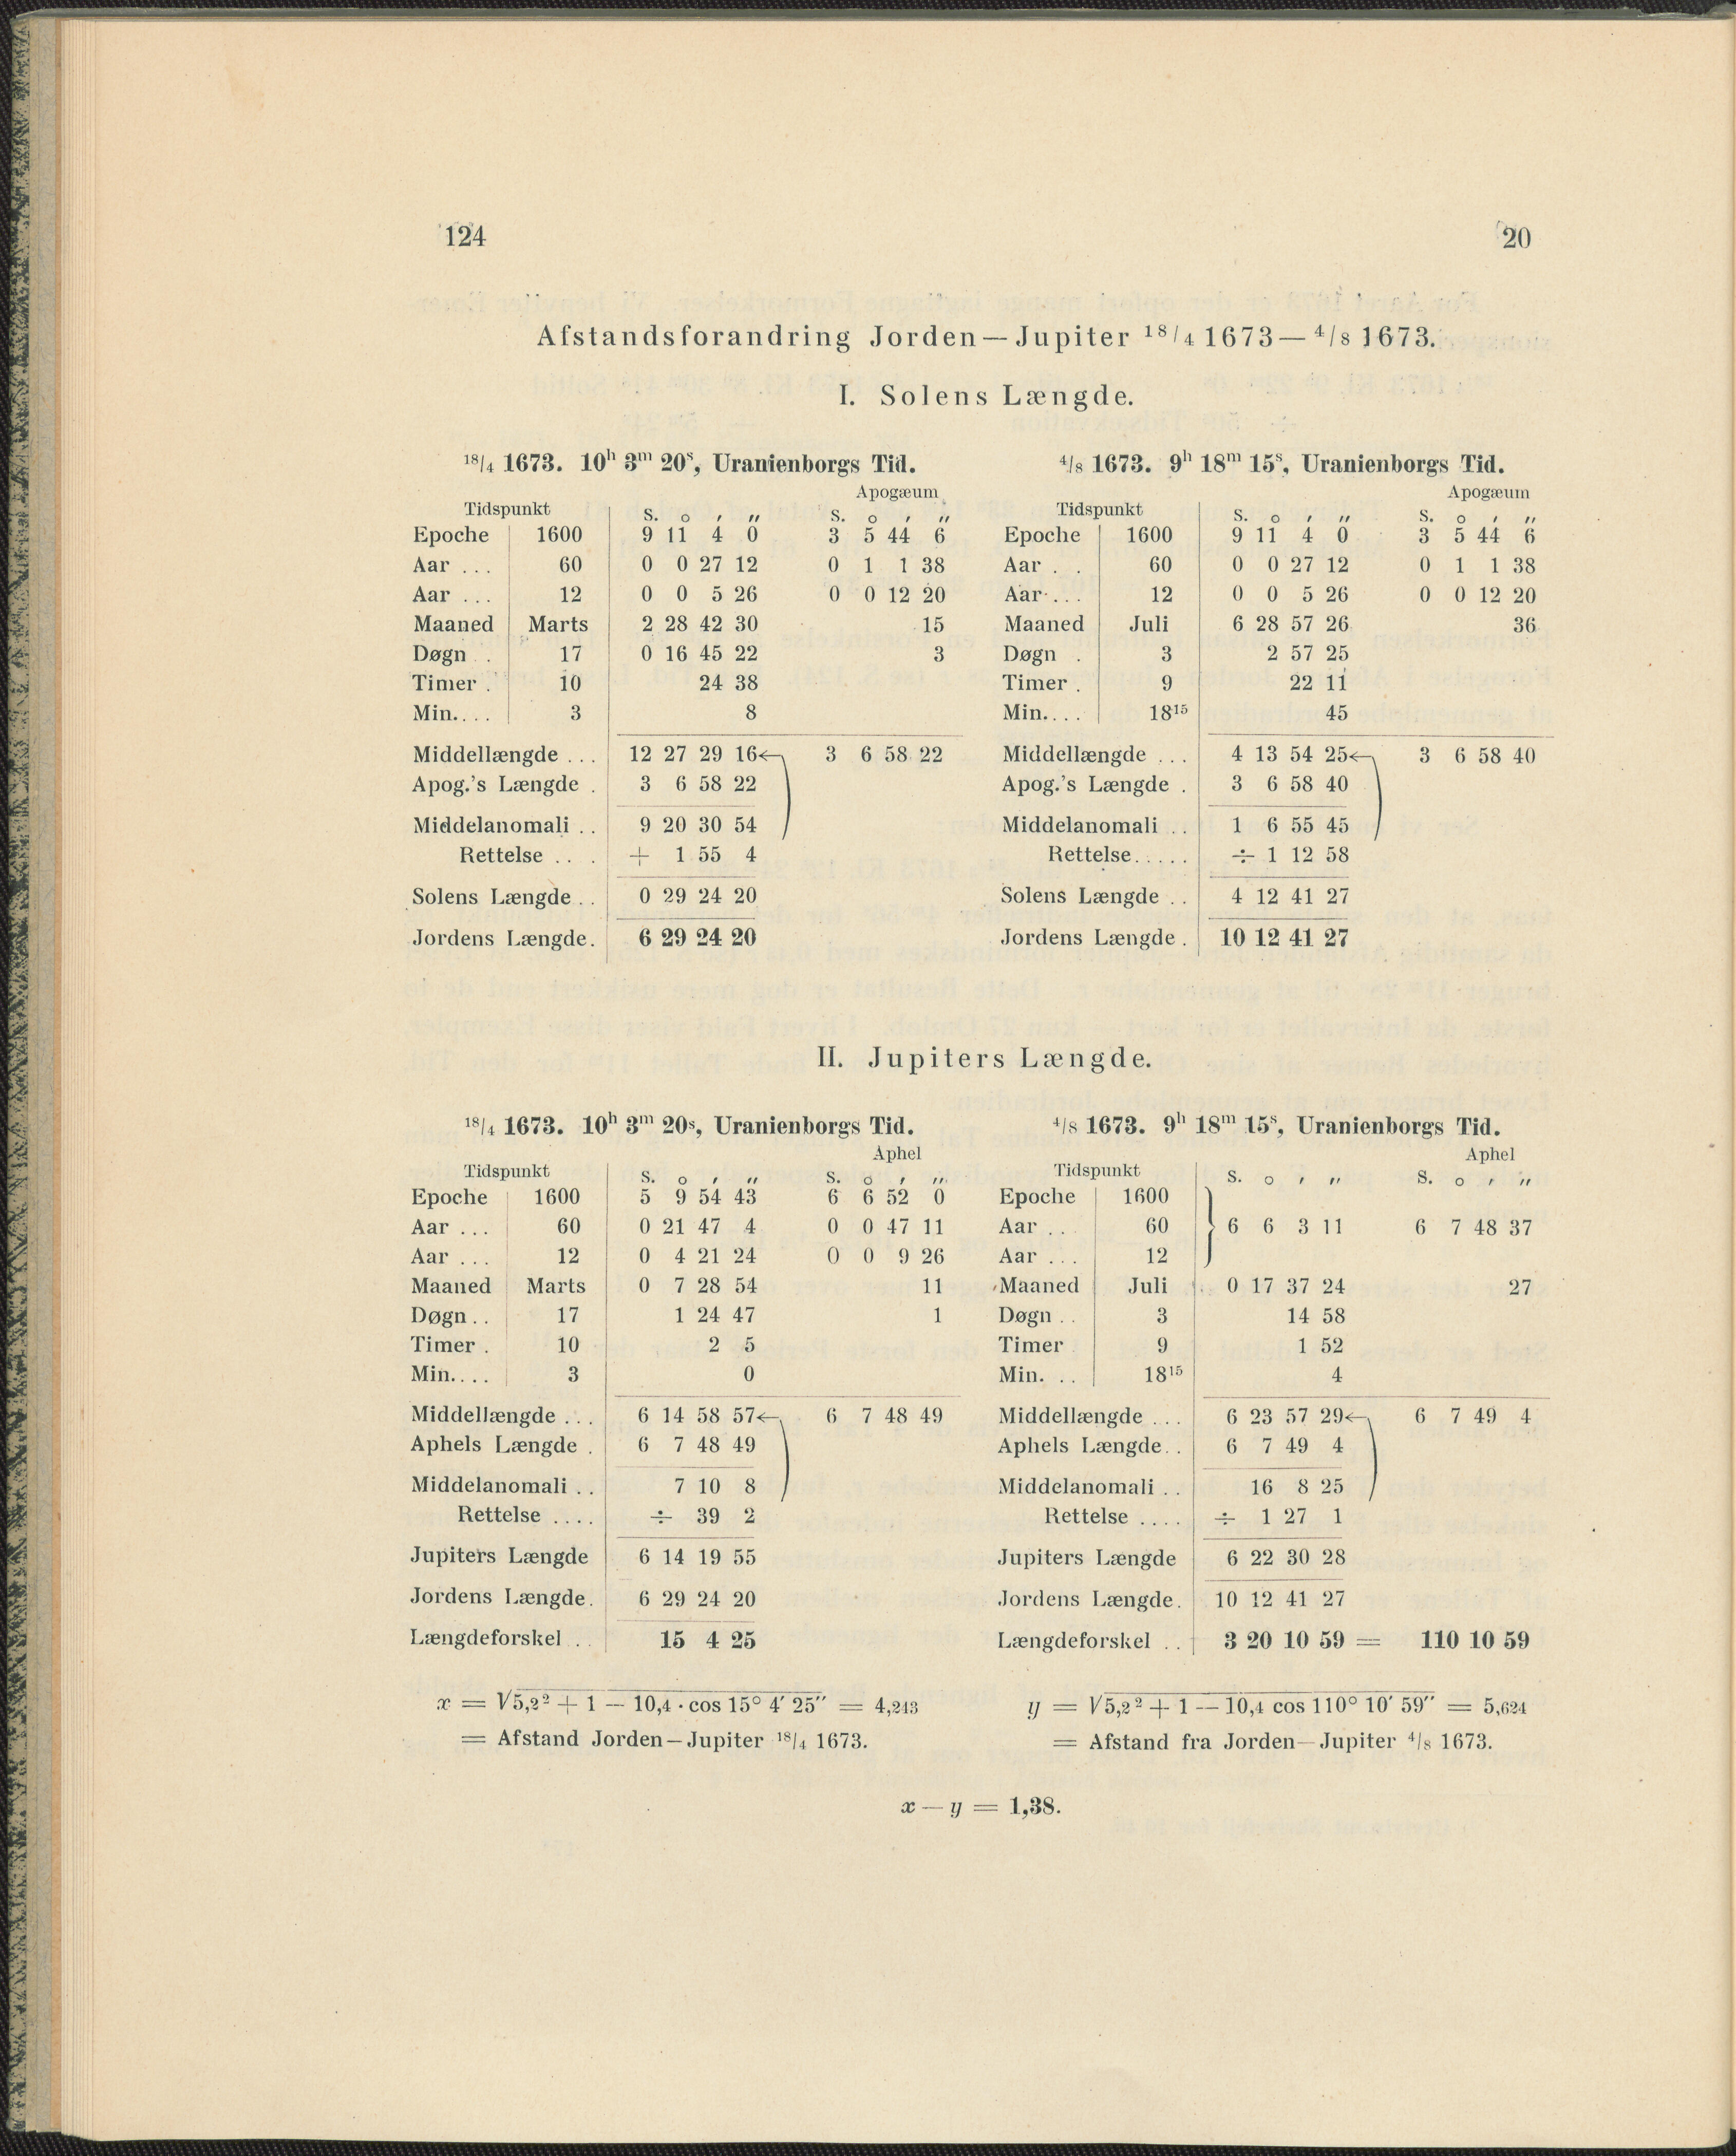 124 20
Afstandsforandring Jorden—Jupiter 18/4 1673—4/8 1673.
I. Solens Længde.
18/4 1673. 10h 3m 20s, Uranienborgs Tid.
Apogæum
Tidspunkt S. o ′ ″ S. o ′ ″
Epoche 1600 9 11 4 0 3 5 44 6
Aar ... 60 0 0 27 12 0 1 1 38
Aar ... 12 0 0 5 26 0 0 12 20
Maaned Marts 2 28 42 30 15
Døgn . . 17 0 16 45 22 3
Timer . 10 24 38
Min.... 3 8
Middellængde ... 12 27 29 16← 3 6 58 22
Apog.'s Længde . 3 6 58 22
Middelanomali .. 9 20 30 54
Rettelse .. . + 1 55 4
Solens Længde .. 0 29 24 20
Jordens Længde. 6 29 24 20
4/8 1673. 9h 18m 15s, Uranienborgs Tid.
Apogæum
Tidspunkt S. o ′ ″ S. o ′ ″
Epoche 1600 9 11 4 0 3 5 44 6
Aar . . 60 0 0 27 12 0 1 1 38
Aar ... 12 0 0 5 26 0 0 12 20
Maaned Juli 6 28 57 26 36
Døgn . 3 2 57 25
Timer . 9 22 11
Min.... 18¹⁵ 45
Middellængde ... 4 13 54 25← 3 6 58 40
Apog.'s Længde . 3 6 58 40
Middelanomali .. 1 6 55 45
Rettelse..... ÷ 1 12 58
Solens Længde .. 4 12 41 27
Jordens Længde . 10 12 41 27
II. Jupiters Længde.
18/4 1673. 10h 3m 20s, Uranienborgs Tid.
Aphel
Tidspunkt S. o ′ ″ S. o ′ ″
Epoche 1600 5 9 54 43 6 6 52 0
Aar ... 60 0 21 47 4 0 0 47 11
Aar ... 12 0 4 21 24 0 0 9 26
Maaned Marts 0 7 28 54 11
Døgn.. 17 1 24 47 1
Timer . 10 2 5
Min.... 3 0
Middellængde ... 6 14 58 57← 6 7 48 49
Aphels Længde . 6 7 48 49
Middelanomali .. 7 10 8
Rettelse .... ÷ 39 2
Jupiters Længde 6 14 19 55
Jordens Længde. 6 29 24 20
Længdeforskel .. 15 4 25
x = √5,2² + 1 — 10,4 · cos 15° 4′ 25″ = 4,243
= Afstand Jorden—Jupiter 18/4 1673.
4/8 1673. 9h 18m 15s, Uranienborgs Tid.
Aphel
Tidspunkt S. o ′ ″ S. o ′ ″
Epoche 1600
Aar . . 60 } 6 6 3 11 6 7 48 37
Aar ... 12
Maaned Juli 0 17 37 24 27
Døgn .. 3 14 58
Timer 9 1 52
Min. .. 18¹⁵ 4
Middellængde ... 6 23 57 29← 6 7 49 4
Aphels Længde.. 6 7 49 4
Middelanomali .. 16 8 25
Rettelse .... ÷ 1 27 1
Jupiters Længde 6 22 30 28
Jordens Længde. 10 12 41 27
Længdeforskel .. 3 20 10 59 = 110 10 59
y = √5,2² + 1 — 10,4 cos 110° 10′ 59″ = 5,624
= Afstand fra Jorden—Jupiter 4/8 1673.
x — y = 1,38.